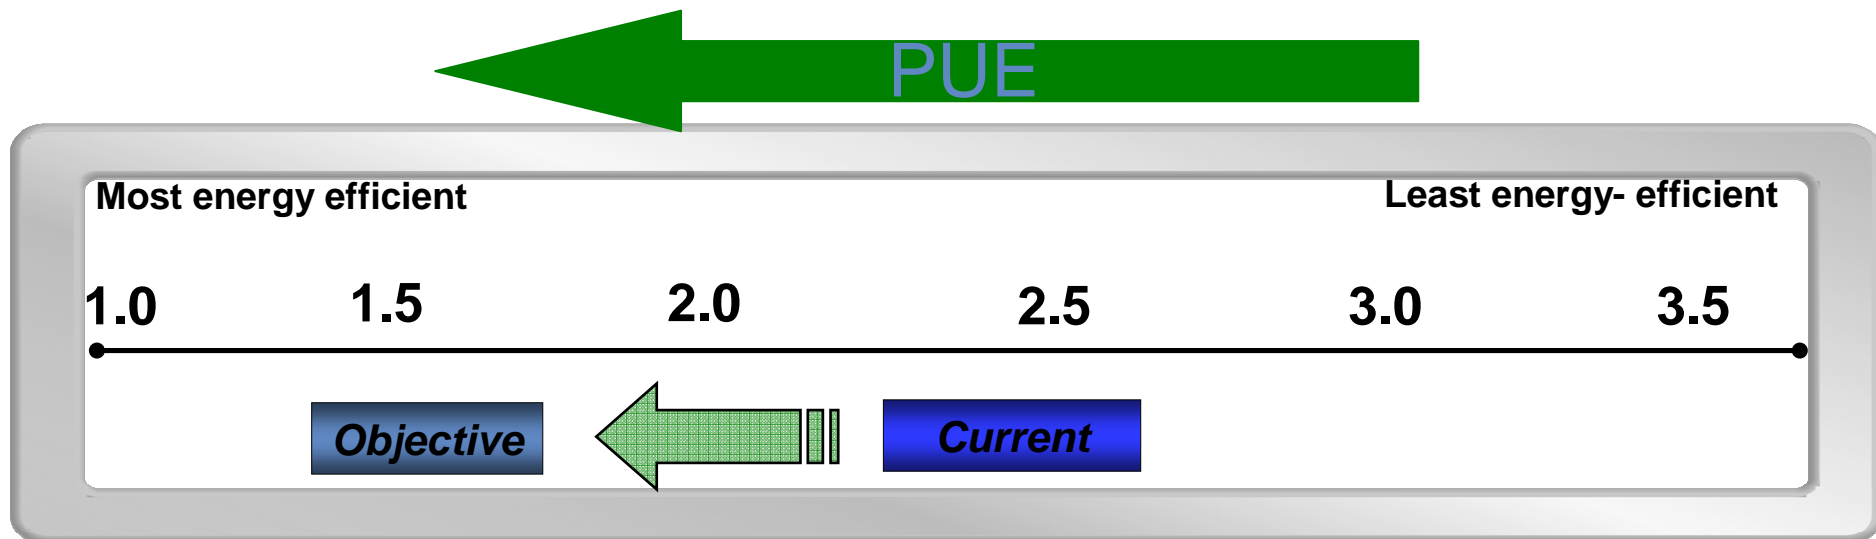 PUE
Most energy efficient Least energy- efficient
1.0 1.5 2.0 2.5 3.0 3.5
Objective Current